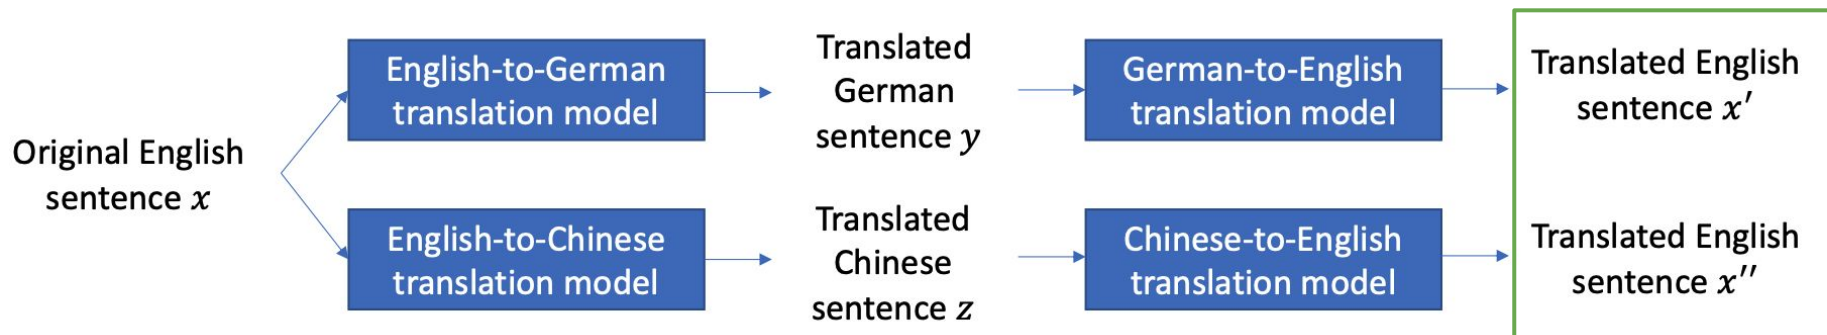 Original English
sentence x
English-to-German
translation model
Translated
German
sentence y
German-to-English
translation model
Translated English
sentence x′
English-to-Chinese
translation model
Translated
Chinese
sentence z
Chinese-to-English
translation model
Translated English
sentence x′′